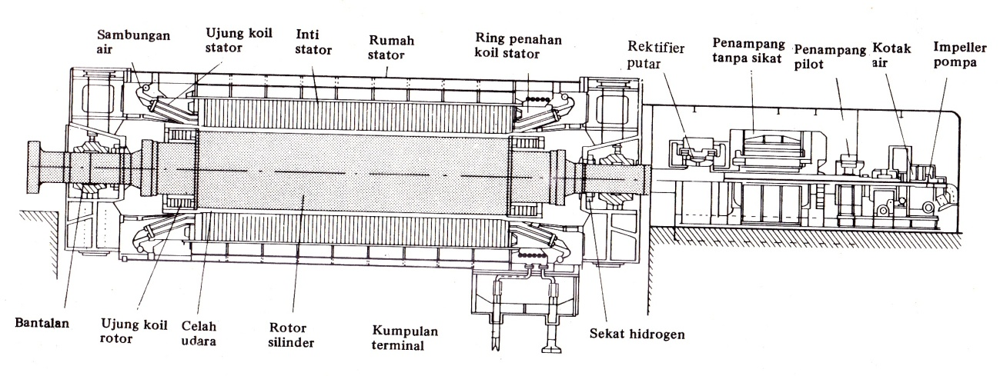 Sambungan
air
Ujung koil
stator
Inti
stator
Rumah
stator
Ring penahan
koil stator
Rektifier
putar
Penampang
tanpa sikat
Penampang
pilot
Kotak
air
Impeller
pompa
Bantalan
Ujung koil
rotor
Celah
udara
Rotor
silinder
Kumpulan
terminal
Sekat hidrogen